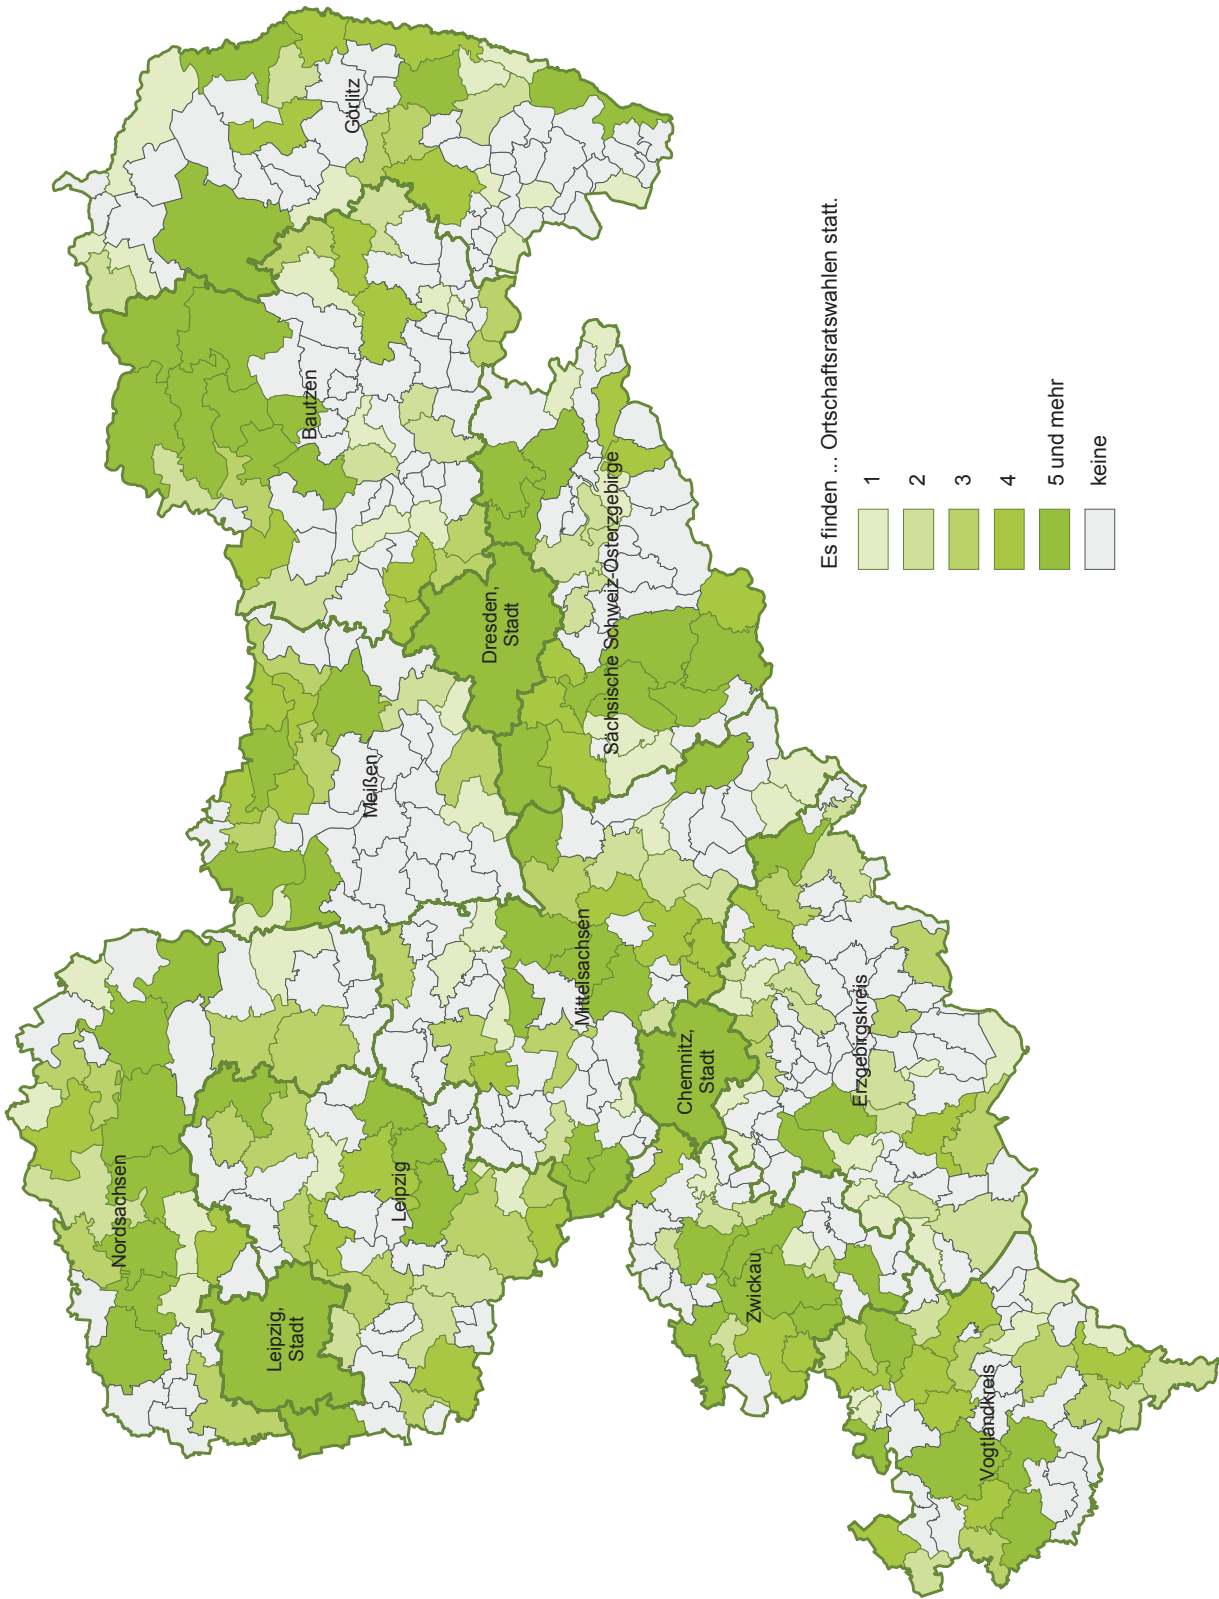 Nordsachsen
Leipzig,
Stadt
Leipzig
Meißen
Bautzen
Görlitz
Dresden,
Stadt
Sächsische Schweiz-Osterzgebirge
Mittelsachsen
Chemnitz,
Stadt
Erzgebirgskreis
Zwickau
Vogtlandkreis
Es finden ... Ortschaftsratswahlen statt.
1
2
3
4
5 und mehr
keine